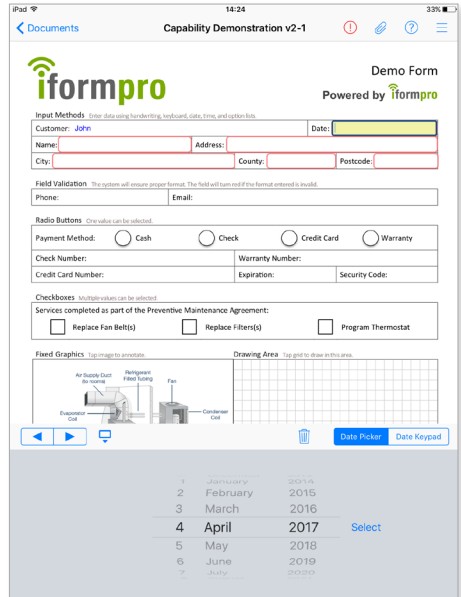 iPad 14:24 33%
Documents Capability Demonstration v2-1
iformpro
Demo Form
Powered by iformpro
Input Methods Enter data using handwriting, keyboard, date, time, and option lists
Customer: John Date:
Name: Address:
City: County: Postcode:
Field Validation The system will ensure proper format. The field will turn red if the format entered is invalid.
Phone: Email:
Radio Buttons One value can be selected.
Payment Method: Cash Check Credit Card Warranty
Check Number: Warranty Number:
Credit Card Number: Expiration: Security Code:
Checkboxes Multiple values can be selected
Services completed as part of the Preventive Maintenance Agreement:
Replace Fan Belt(s) Replace Filters(s) Program Thermostat
Fixed Graphics Tap image to annotate. Drawing Area Tap grid to draw in this area.
Air Supply Duct
(to rooms)
Refrigerant
Filled Tubing
Fan
Evaporator
Coil
Condenser
Coil
Date Picker Date Keypad
1 January 2014
2 February 2015
3 March 2016
4 April 2017 Select
5 May 2018
6 June 2019
7 July 2020